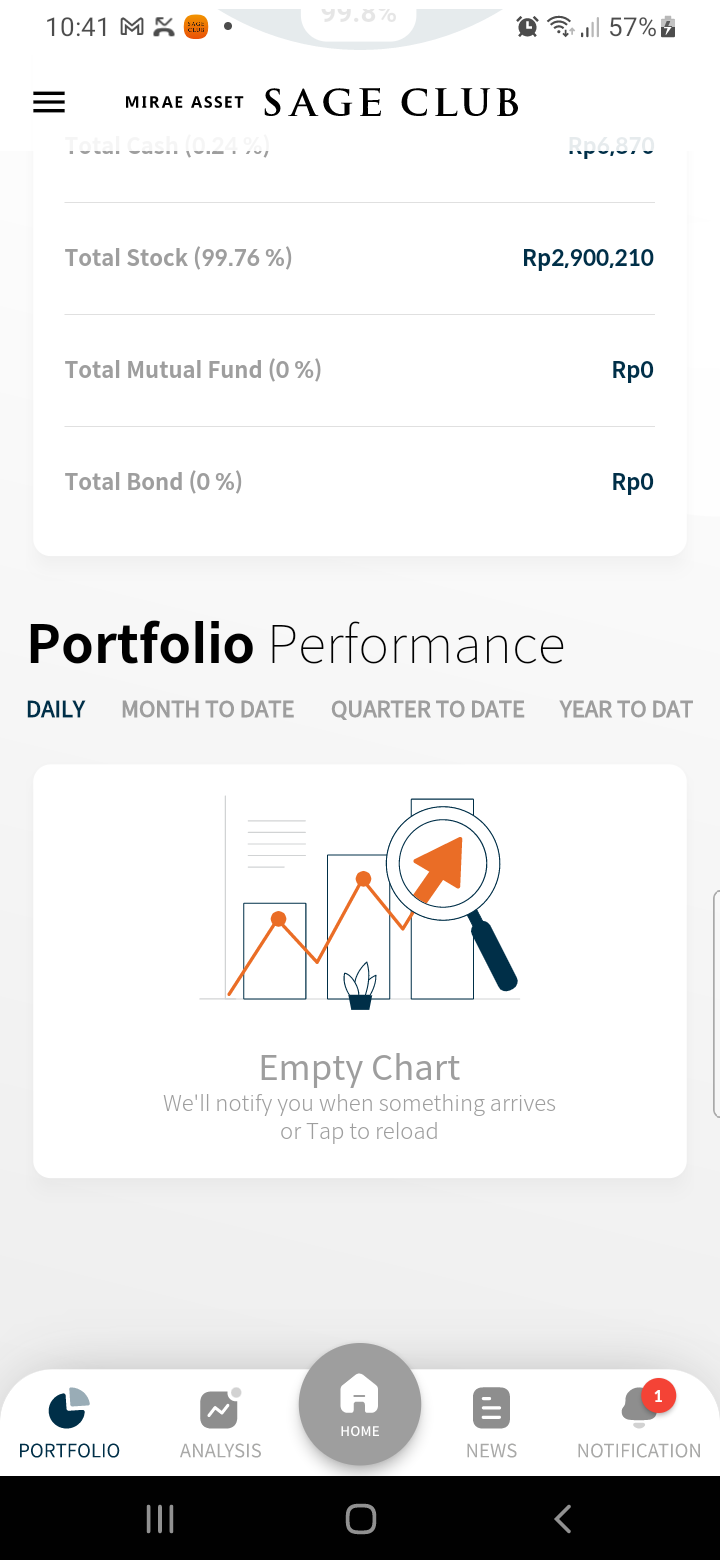 99.8%
10:41 SAGE CLUB 57%
MIRAE ASSET SAGE CLUB
Total Cash (0.24 %) Rp6,870
Total Stock (99.76 %) Rp2,900,210
Total Mutual Fund (0 %) Rp0
Total Bond (0 %) Rp0
Portfolio Performance
DAILY MONTH TO DATE QUARTER TO DATE YEAR TO DAT
Empty Chart
We'll notify you when something arrives
or Tap to reload
1
HOME
PORTFOLIO ANALYSIS NEWS NOTIFICATION